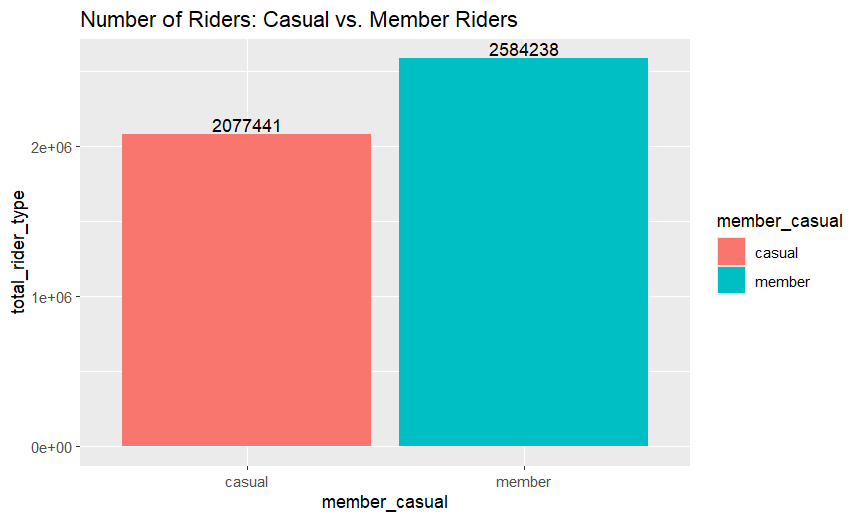 Number of Riders: Casual vs. Member Riders
2584238
2077441
2e+06
1e+06
0e+00
total_rider_type
casual
member
member_casual
member_casual
casual
member